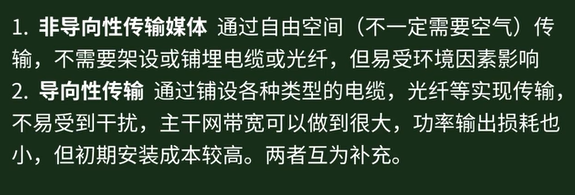 1. 非导向性传输媒体 通过自由空间（不一定需要空气）传
输，不需要架设或铺埋电缆或光纤，但易受环境因素影响
2. 导向性传输 通过铺设各种类型的电缆，光纤等实现传输，
不易受到干扰，主干网带宽可以做到很大，功率输出损耗也
小，但初期安装成本较高。两者互为补充。